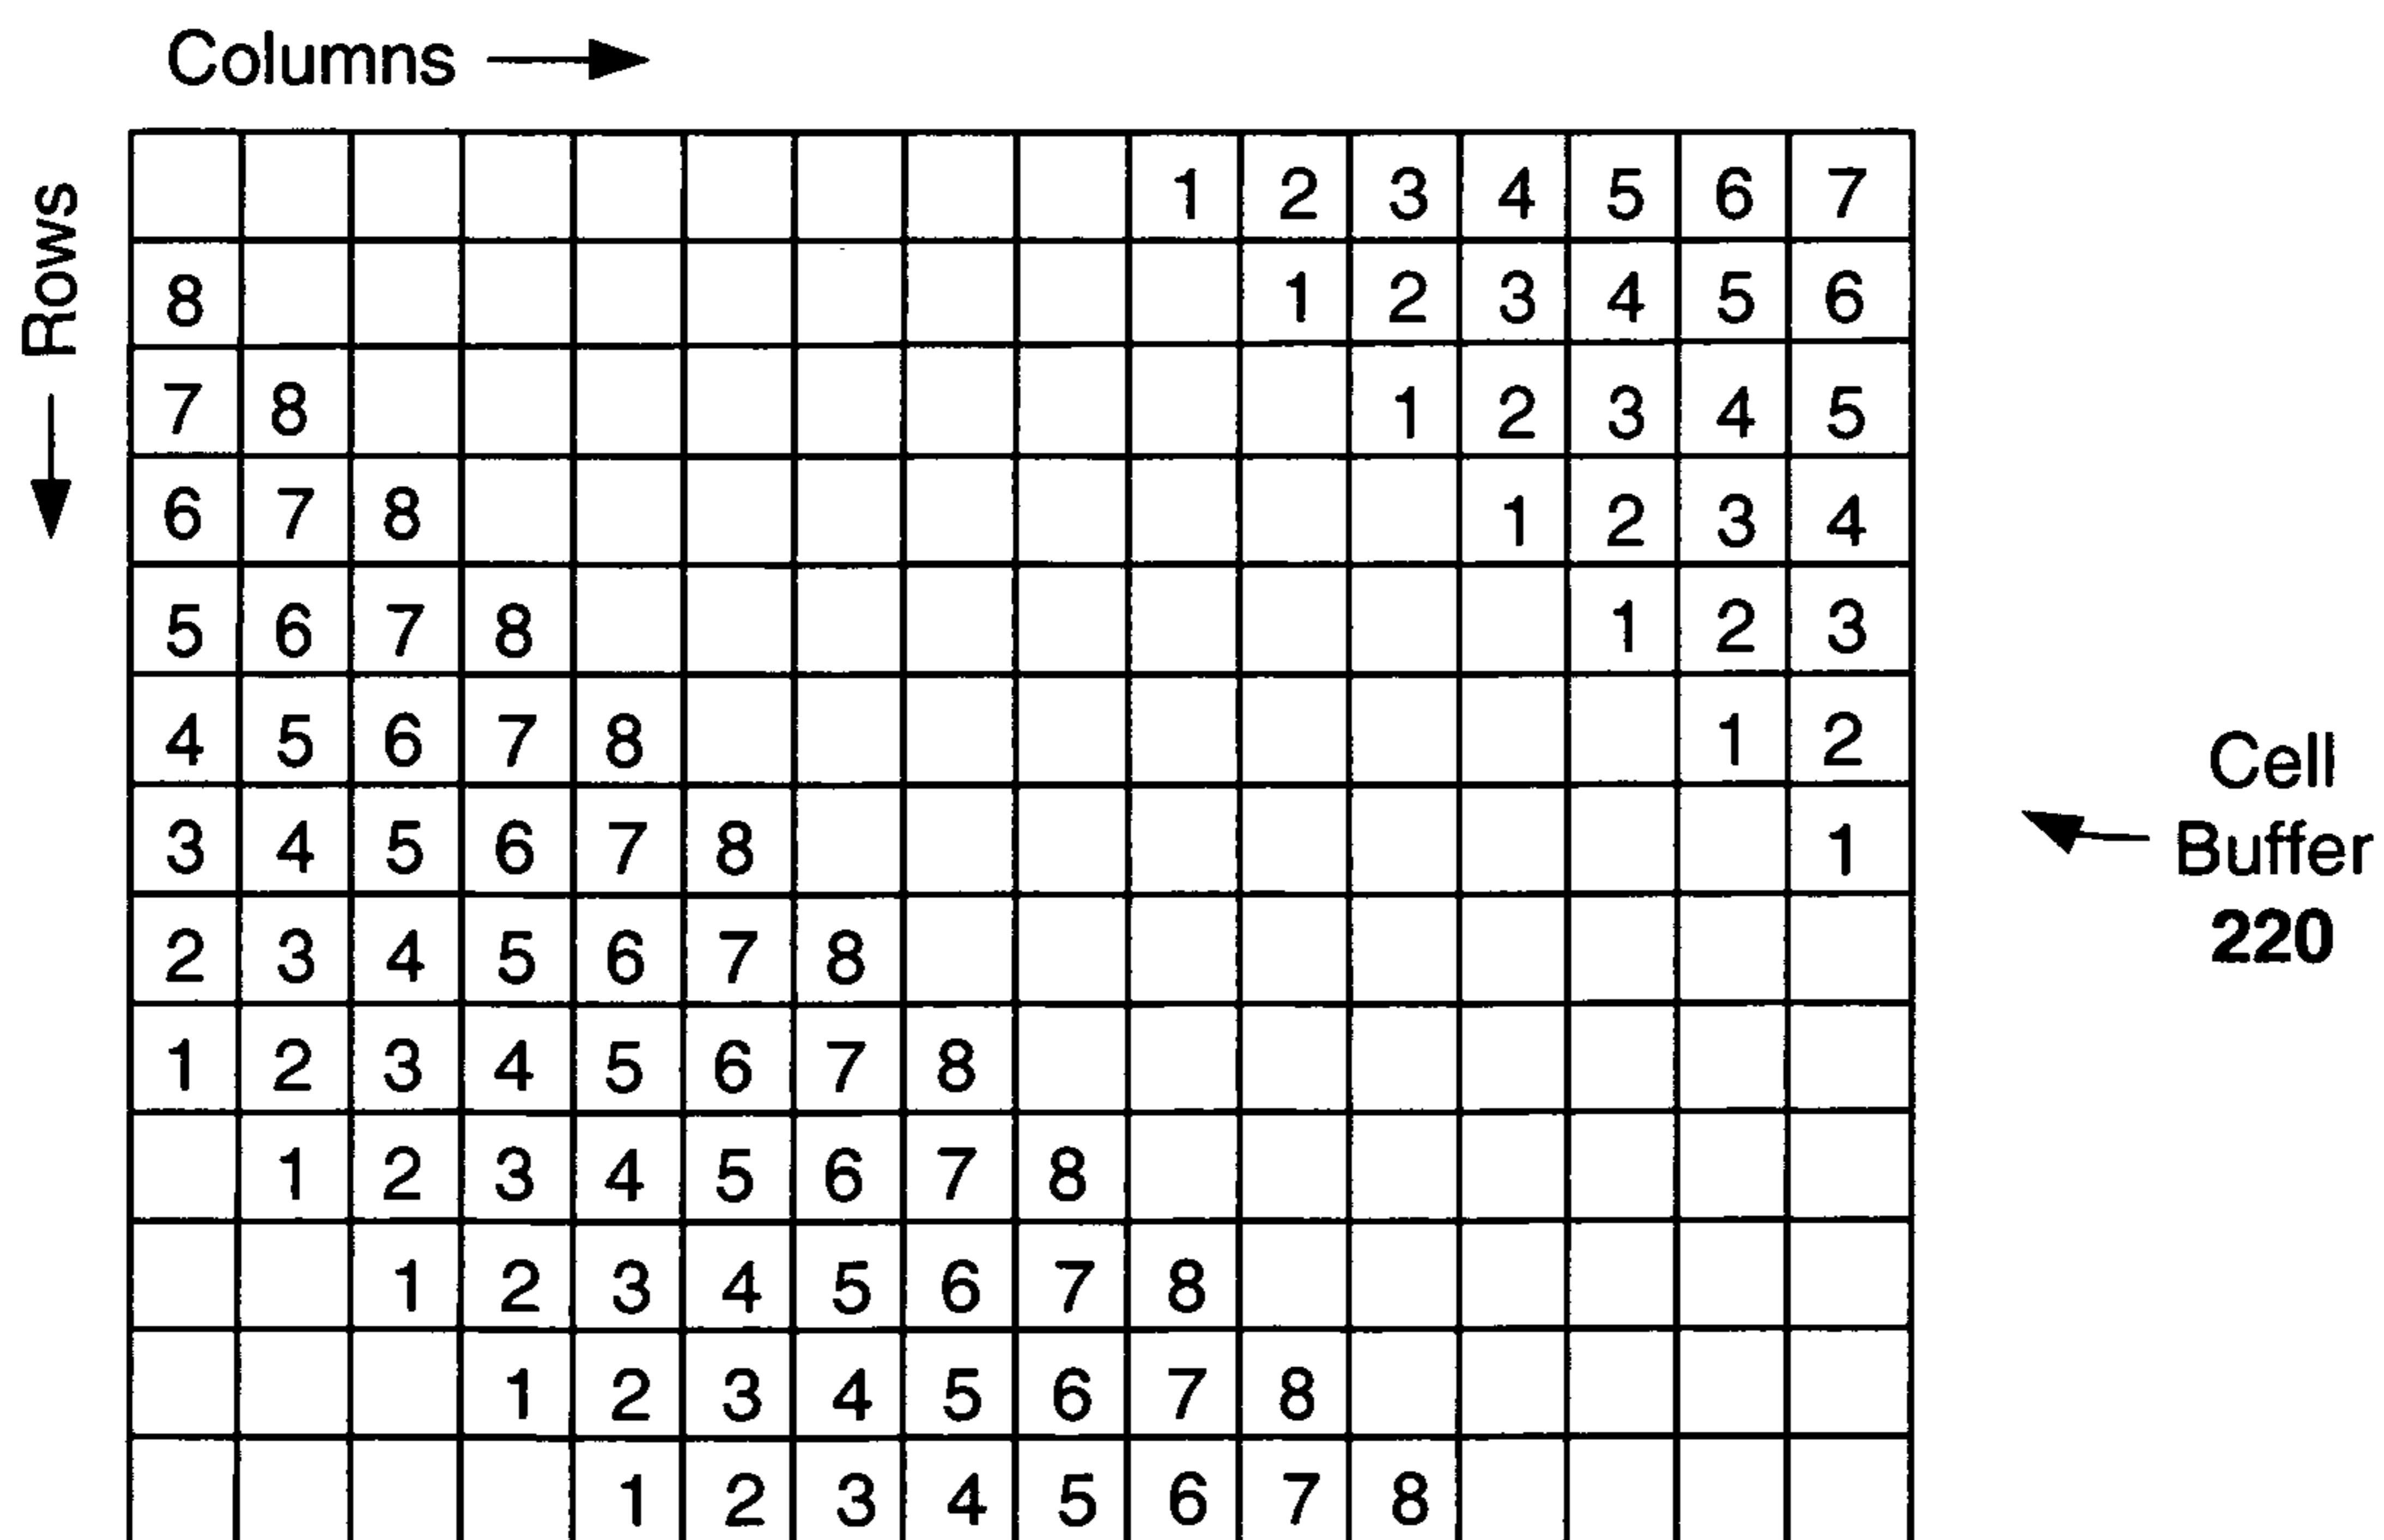 Columns
Rows
1 2 3 4 5 6 7
8 1 2 3 4 5 6
7 8 1 2 3 4 5
6 7 8 1 2 3 4
5 6 7 8 1 2 3
4 5 6 7 8 1 2
3 4 5 6 7 8 1
2 3 4 5 6 7 8
1 2 3 4 5 6 7 8
1 2 3 4 5 6 7 8
1 2 3 4 5 6 7 8
1 2 3 4 5 6 7 8
1 2 3 4 5 6 7 8
Cell
Buffer
220